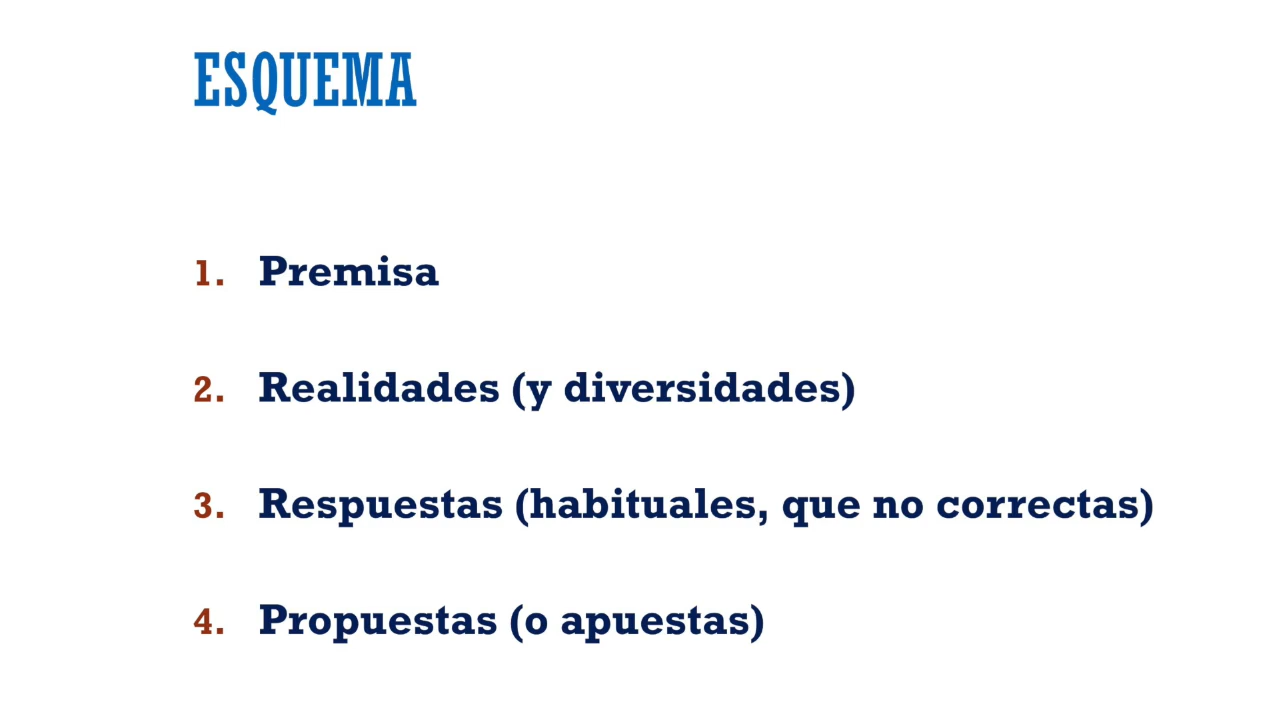 ESQUEMA
1. Premisa
2. Realidades (y diversidades)
3. Respuestas (habituales, que no correctas)
4. Propuestas (o apuestas)